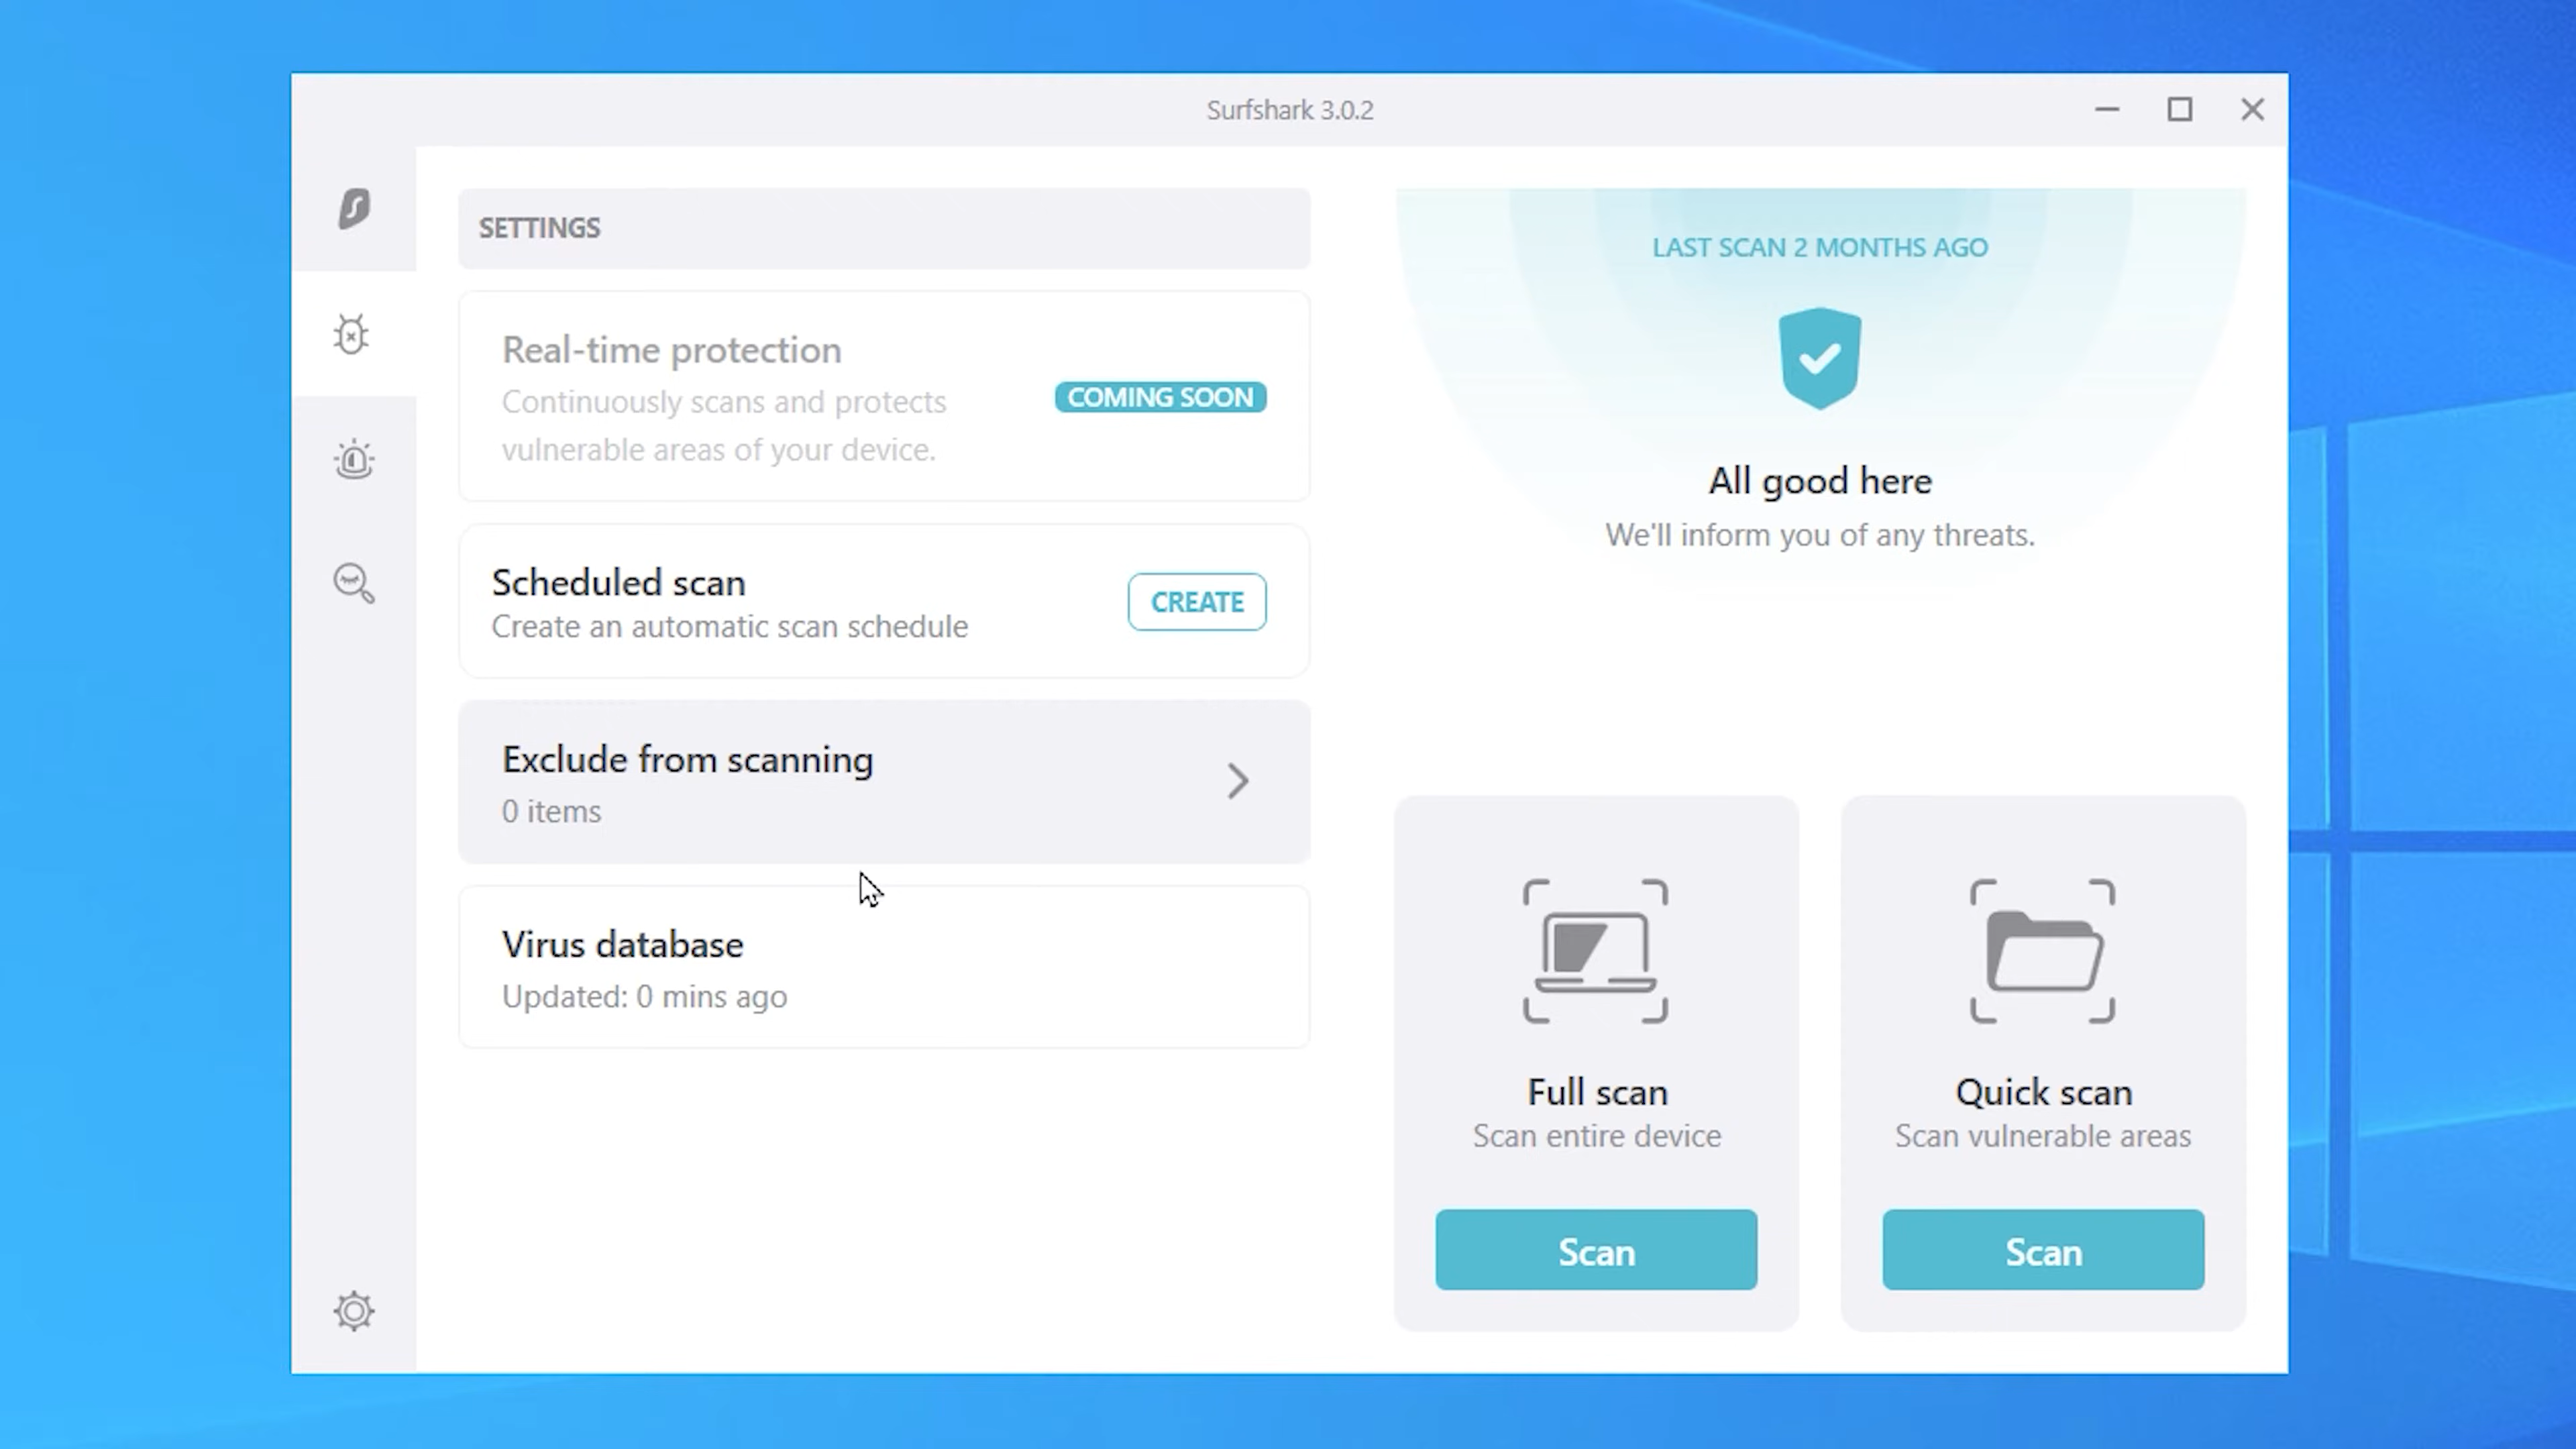 Surfshark 3.0.2
SETTINGS
Real-time protection
Continuously scans and protects
vulnerable areas of your device.
COMING SOON
Scheduled scan
Create an automatic scan schedule
CREATE
Exclude from scanning
0 items
Virus database
Updated: 0 mins ago
LAST SCAN 2 MONTHS AGO
All good here
We'll inform you of any threats.
Full scan
Scan entire device
Scan
Quick scan
Scan vulnerable areas
Scan